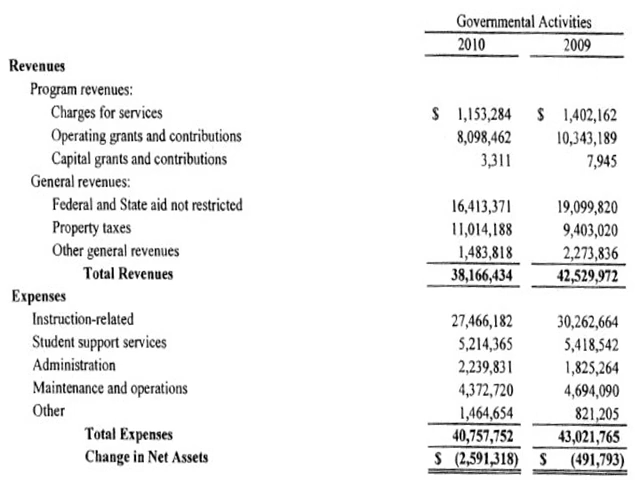 Governmental Activities
2010 2009
Revenues
Program revenues:
Charges for services $ 1,153,284 $ 1,402,162
Operating grants and contributions 8,098,462 10,343,189
Capital grants and contributions 3,311 7,945
General revenues:
Federal and State aid not restricted 16,413,371 19,099,820
Property taxes 11,014,188 9,403,020
Other general revenues 1,483,818 2,273,836
Total Revenues 38,166,434 42,529,972
Expenses
Instruction-related 27,466,182 30,262,664
Student support services 5,214,365 5,418,542
Administration 2,239,831 1,825,264
Maintenance and operations 4,372,720 4,694,090
Other 1,464,654 821,205
Total Expenses 40,757,752 43,021,765
Change in Net Assets $ (2,591,318) $ (491,793)